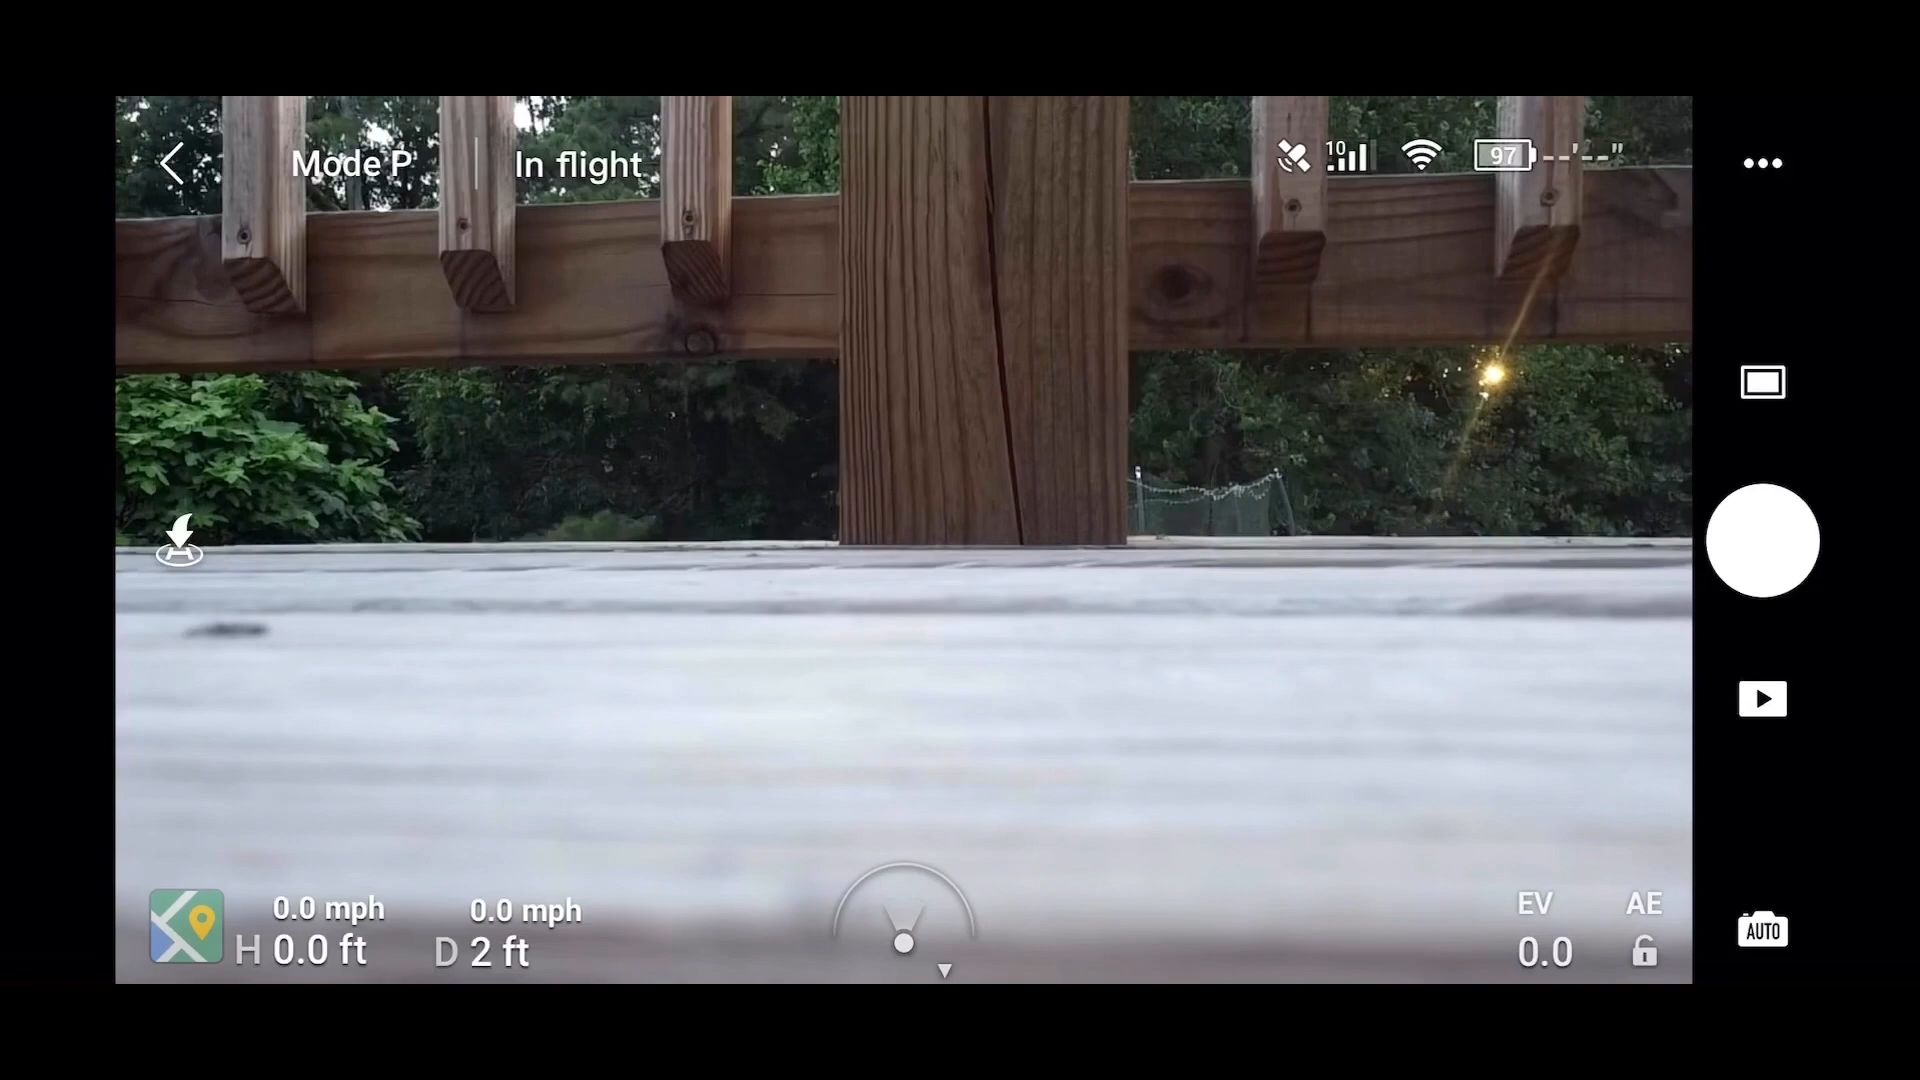 Mode P
In flight
10
97
--'--"
0.0 mph
0.0 mph
H 0.0 ft
D 2 ft
EV
AE
0.0
AUTO